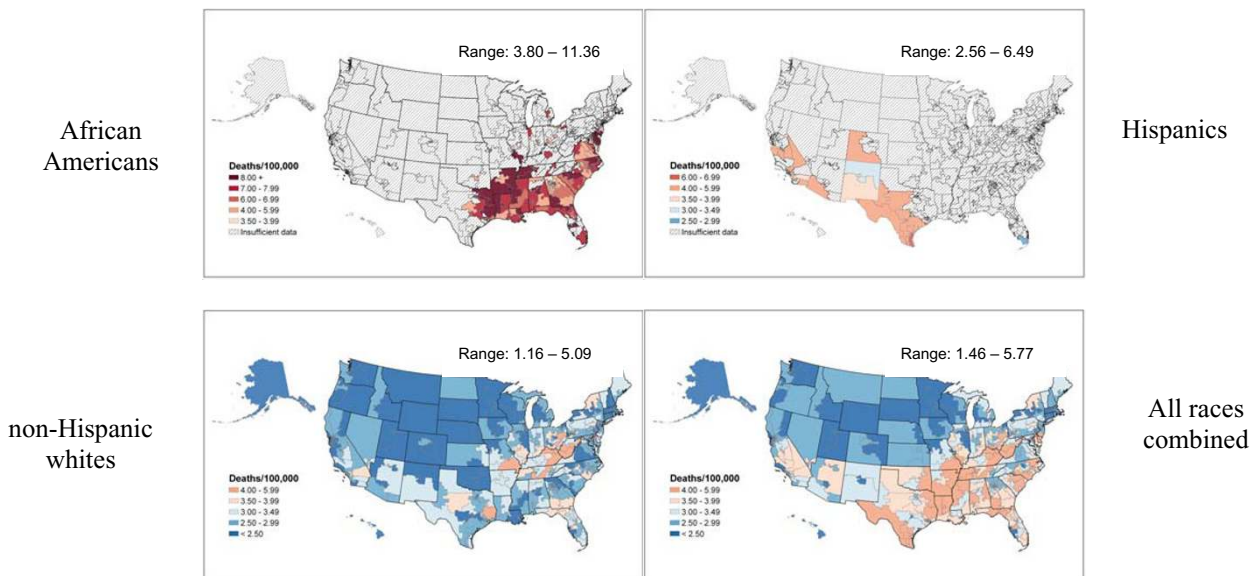 African
Americans
Range: 3.80 – 11.36
Deaths/100,000
8.00 +
7.00 - 7.99
6.00 - 6.99
4.00 - 5.99
3.50 - 3.99
Insufficient data
Range: 2.56 – 6.49
Deaths/100,000
6.00 - 6.99
4.00 - 5.99
3.50 - 3.99
3.00 - 3.49
2.50 - 2.99
Insufficient data
Hispanics
non-Hispanic
whites
Range: 1.16 – 5.09
Deaths/100,000
4.00 - 5.99
3.50 - 3.99
3.00 - 3.49
2.50 - 2.99
< 2.50
Range: 1.46 – 5.77
Deaths/100,000
4.00 - 5.99
3.50 - 3.99
3.00 - 3.49
2.50 - 2.99
< 2.50
All races
combined